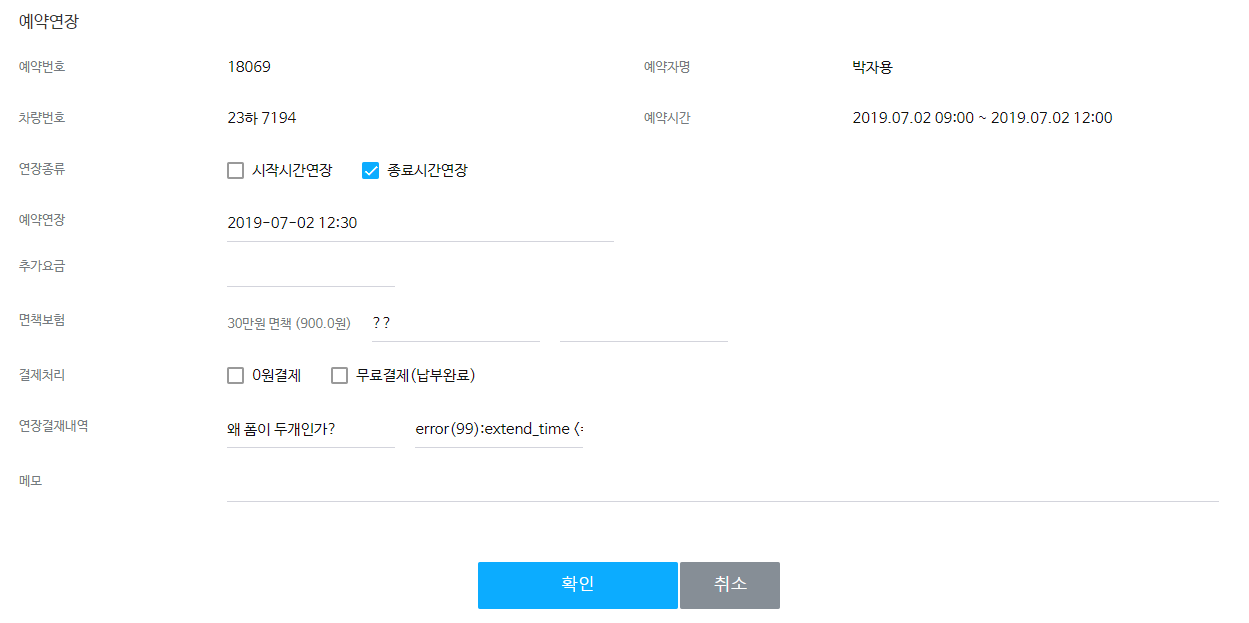 예약연장
예약번호 18069 예약자명 박자용
차량번호 23하 7194 예약시간 2019.07.02 09:00 ~ 2019.07.02 12:00
연장종류 시작시간연장 종료시간연장
예약연장 2019-07-02 12:30
추가요금
면책보험 30만원 면책 (900.0원) ??
결제처리 0원결제 무료결제(납부완료)
연장결재내역 왜 폼이 두개인가? error(99):extend_time <
메모
확인 취소